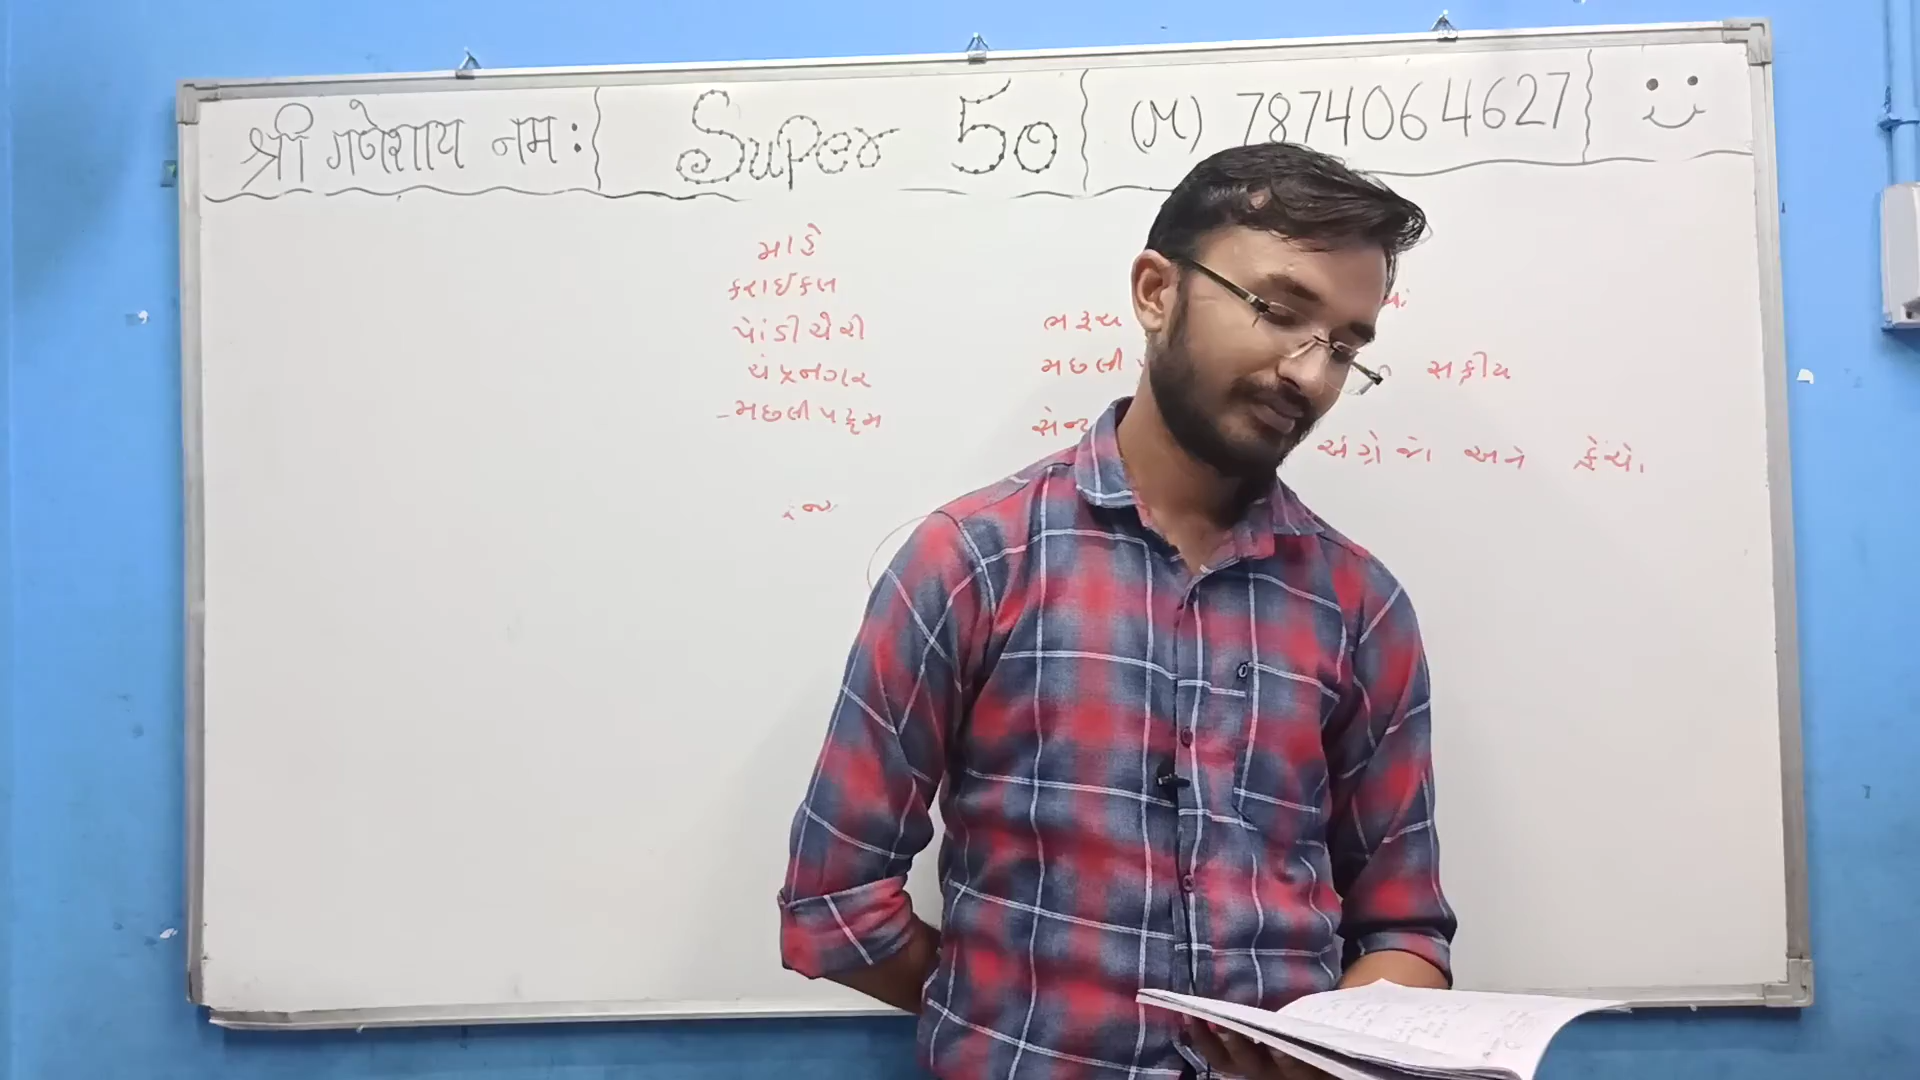 श्री गणेशाय नमः Super 50 (M) 7874064627
માહે
કરાઈકલ
પોંડીચેરી
ચંદ્રનગર
ભરૂચ
મછલી સક્રીય
-મછલીપટ્ટમ
અંગ્રેજો અને ફ્રેંચો